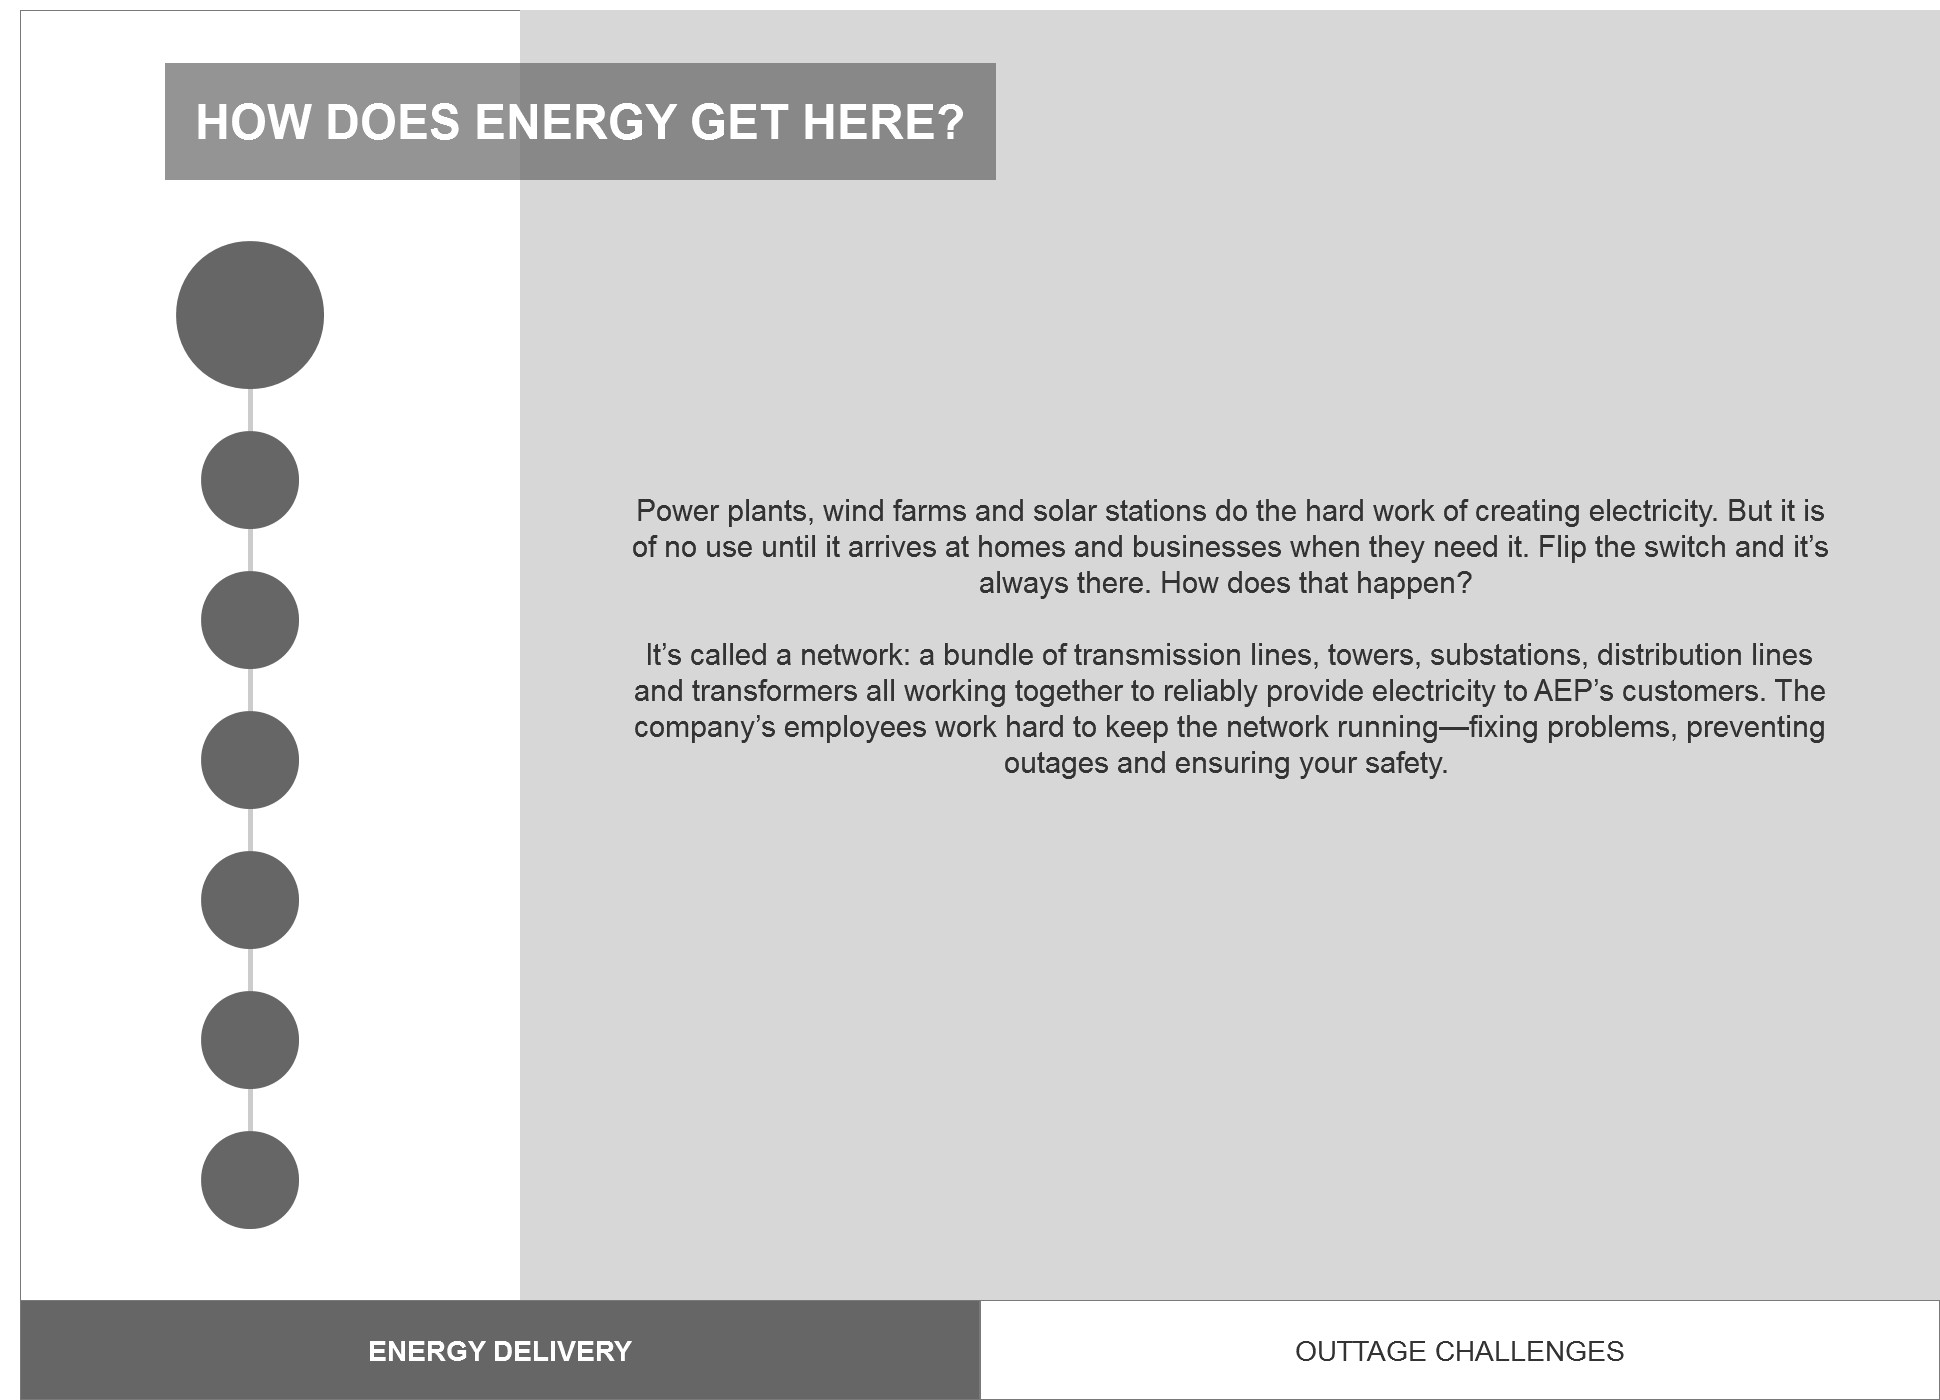 HOW DOES ENERGY GET HERE?
Power plants, wind farms and solar stations do the hard work of creating electricity. But it is
of no use until it arrives at homes and businesses when they need it. Flip the switch and it’s
always there. How does that happen?
It’s called a network: a bundle of transmission lines, towers, substations, distribution lines
and transformers all working together to reliably provide electricity to AEP’s customers. The
company’s employees work hard to keep the network running—fixing problems, preventing
outages and ensuring your safety.
ENERGY DELIVERY
OUTTAGE CHALLENGES